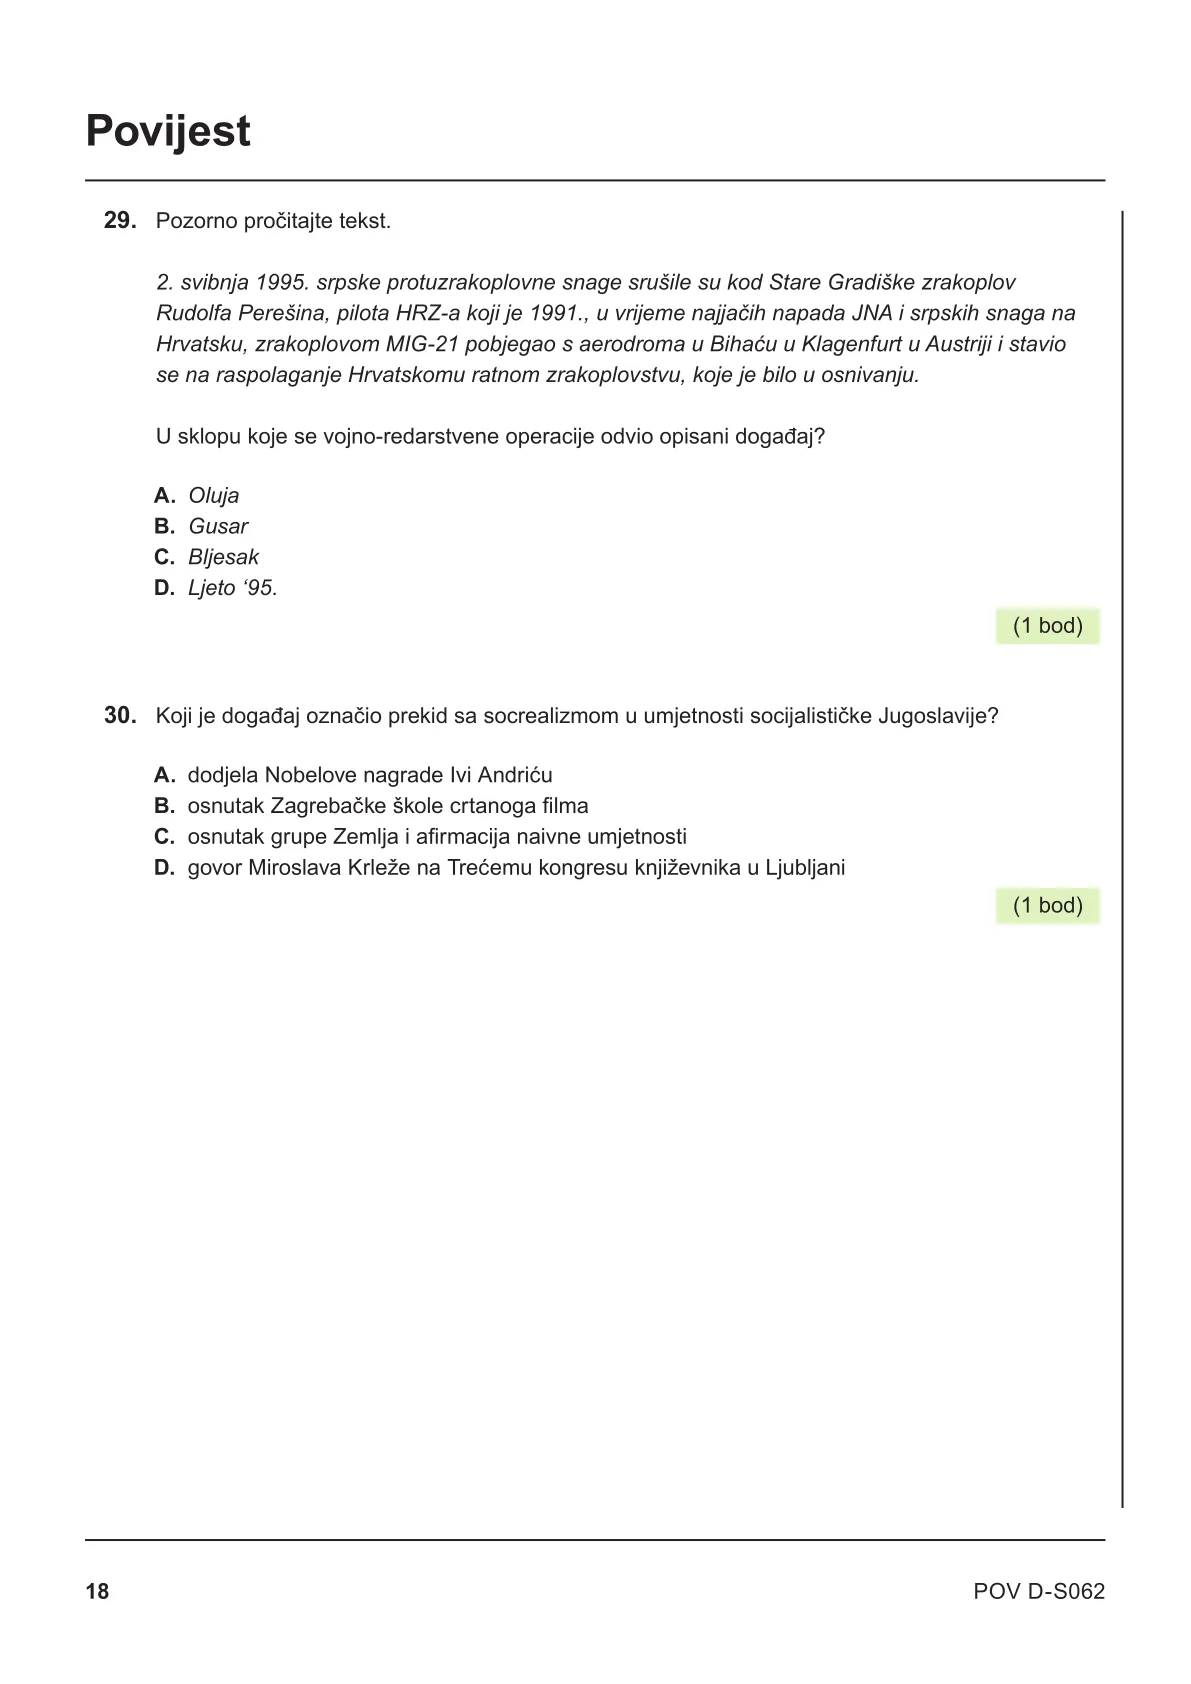 Povijest
29. Pozorno pročitajte tekst.
2. svibnja 1995. srpske protuzrakoplovne snage srušile su kod Stare Gradiške zrakoplov
Rudolfa Perešina, pilota HRZ-a koji je 1991., u vrijeme najjačih napada JNA i srpskih snaga na
Hrvatsku, zrakoplovom MIG-21 pobjegao s aerodroma u Bihaću u Klagenfurt u Austriji i stavio
se na raspolaganje Hrvatskomu ratnom zrakoplovstvu, koje je bilo u osnivanju.
U sklopu koje se vojno-redarstvene operacije odvio opisani događaj?
A. Oluja
B. Gusar
C. Bljesak
D. Ljeto ‘95.
(1 bod)
30. Koji je događaj označio prekid sa socrealizmom u umjetnosti socijalističke Jugoslavije?
A. dodjela Nobelove nagrade Ivi Andriću
B. osnutak Zagrebačke škole crtanoga filma
C. osnutak grupe Zemlja i afirmacija naivne umjetnosti
D. govor Miroslava Krleže na Trećemu kongresu književnika u Ljubljani
(1 bod)
18
POV D-S062